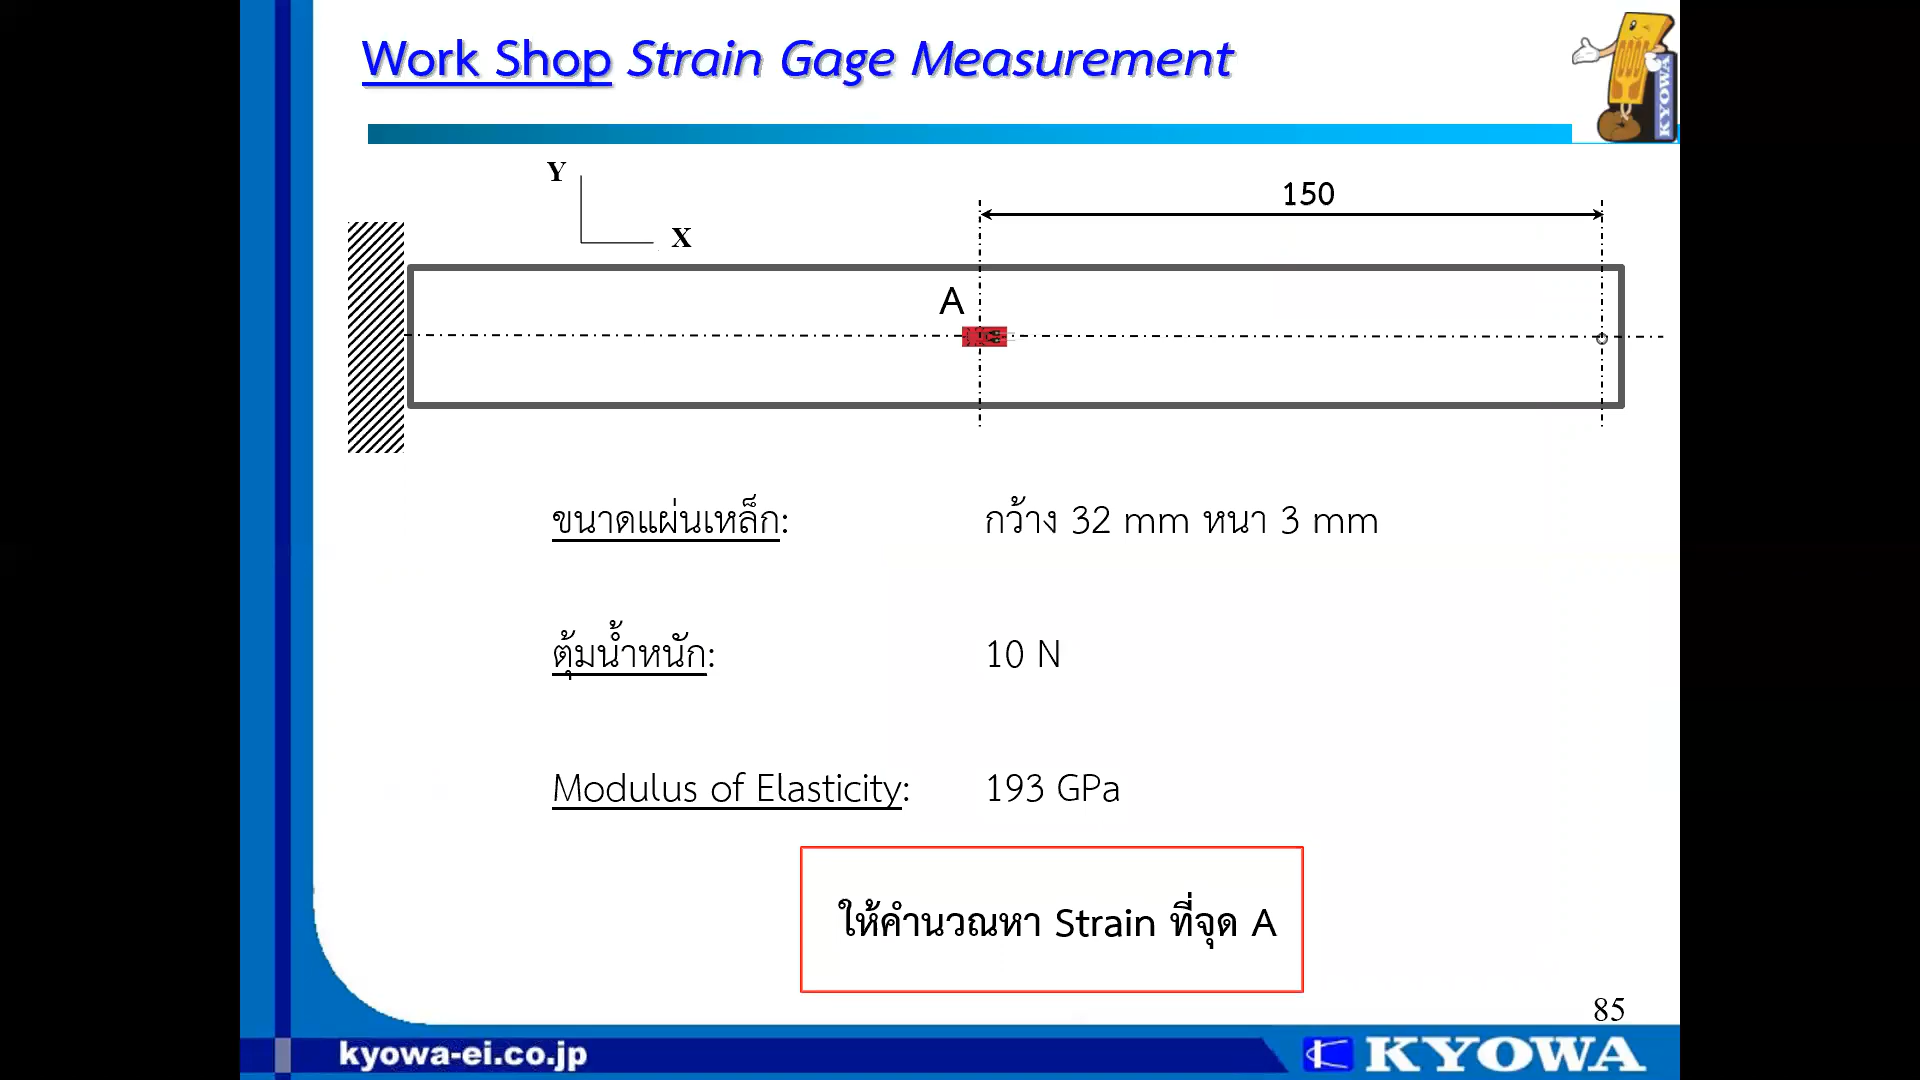 Work Shop Strain Gage Measurement
KYOWA
Y
150
X
A
ขนาดแผ่นเหล็ก: กว้าง 32 mm หนา 3 mm
ตุ้มน้ำหนัก: 10 N
Modulus of Elasticity: 193 GPa
ให้คำนวณหา Strain ที่จุด A
85
kyowa-ei.co.jp KYOWA